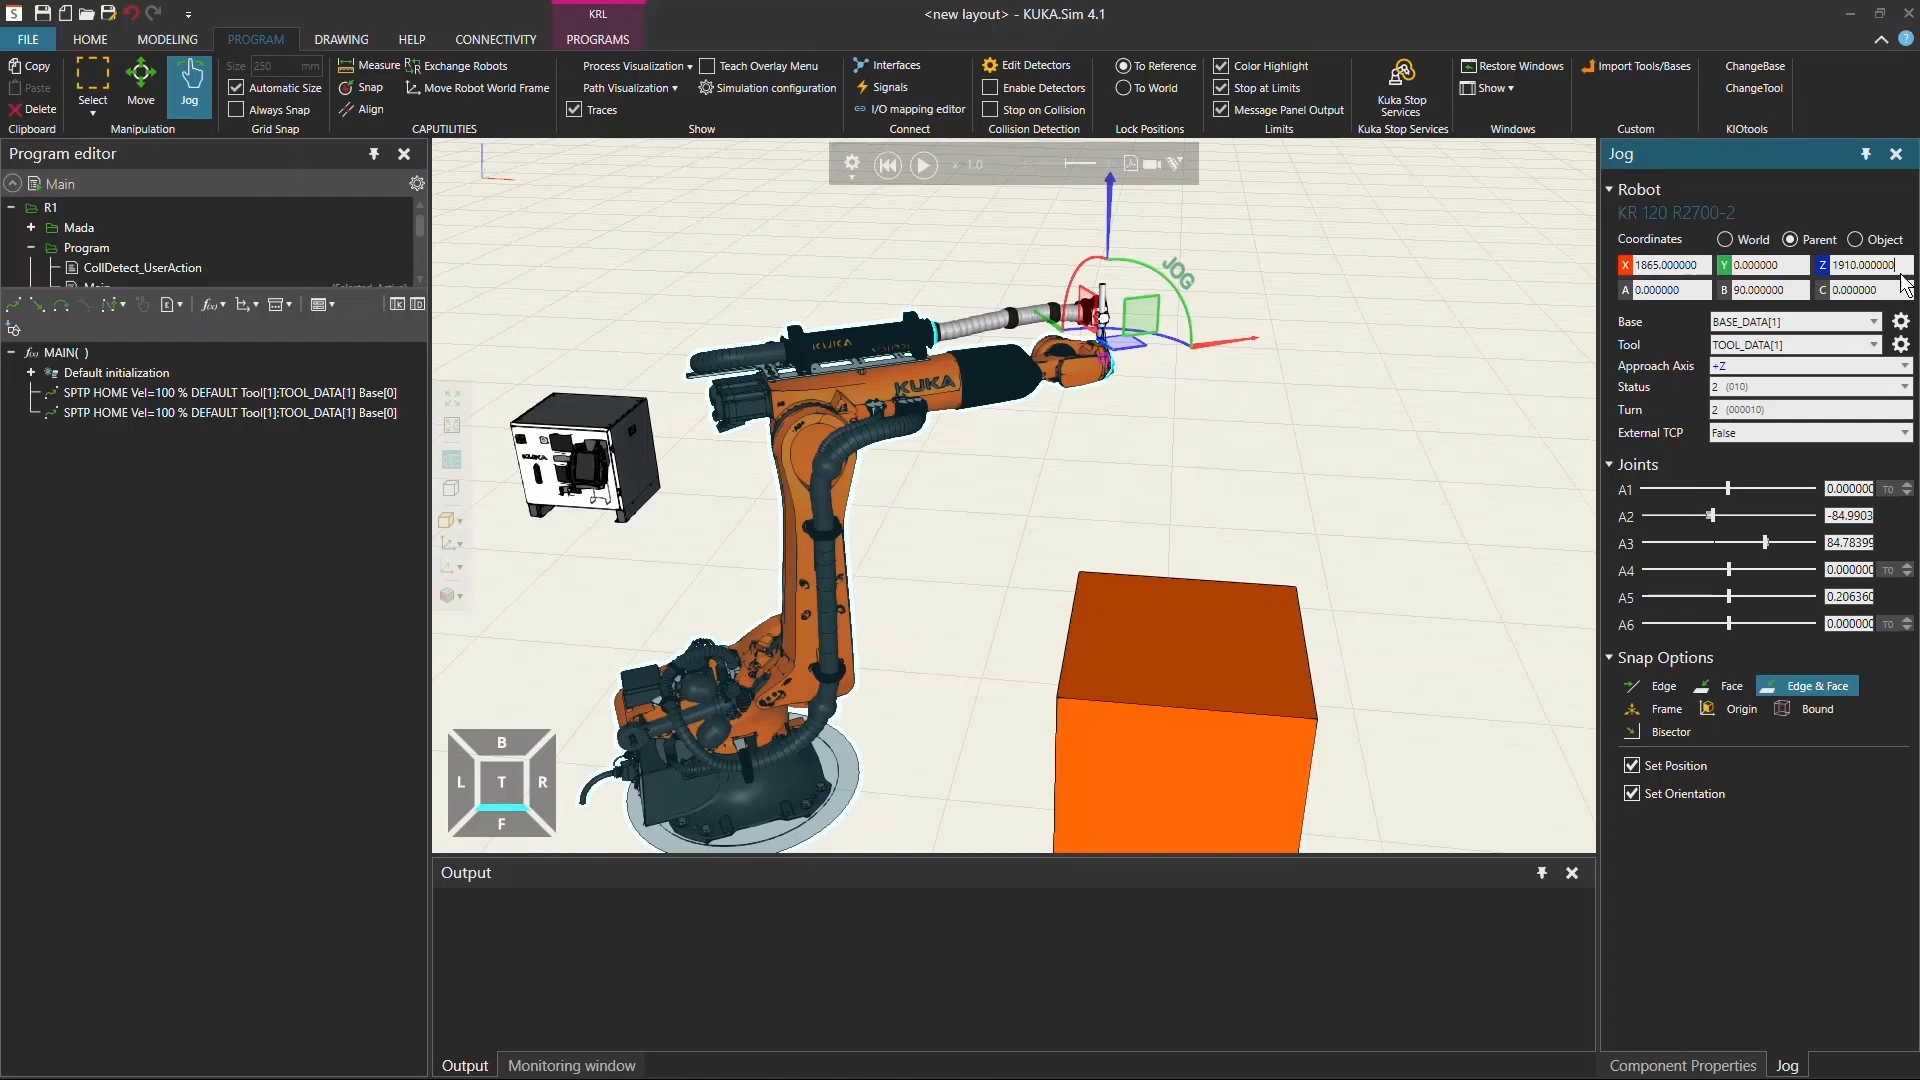 S
KRL
<new layout> - KUKA.Sim 4.1
FILE HOME MODELING PROGRAM DRAWING HELP CONNECTIVITY PROGRAMS
Copy
Paste
Delete
Clipboard
Select
Move
Jog
Manipulation
Size 250 mm
Automatic Size
Always Snap
Grid Snap
Measure
Snap
Align
Exchange Robots
Move Robot World Frame
CAPUTILITIES
Process Visualization
Path Visualization
Traces
Teach Overlay Menu
Simulation configuration
Show
Interfaces
Signals
I/O mapping editor
Connect
Edit Detectors
Enable Detectors
Stop on Collision
Collision Detection
To Reference
To World
Lock Positions
Color Highlight
Stop at Limits
Message Panel Output
Limits
Kuka Stop
Services
Kuka Stop Services
Restore Windows
Show
Windows
Import Tools/Bases
Custom
ChangeBase
ChangeTool
KIOtools
Program editor
Main
R1
Mada
Program
CollDetect_UserAction
MAIN( )
Default initialization
SPTP HOME Vel=100 % DEFAULT Tool[1]:TOOL_DATA[1] Base[0]
SPTP HOME Vel=100 % DEFAULT Tool[1]:TOOL_DATA[1] Base[0]
x 1.0
JOG
KUKA
KUKA
KUKA
B
L T R
F
Output
Output Monitoring window
Jog
Robot
KR 120 R2700-2
Coordinates World Parent Object
X 1865.000000 Y 0.000000 Z 1910.000000
A 0.000000 B 90.000000 C 0.000000
Base BASE_DATA[1]
Tool TOOL_DATA[1]
Approach Axis +Z
Status 2 (010)
Turn 2 (000010)
External TCP False
Joints
A1 0.000000 T0
A2 -84.9903
A3 84.78399
A4 0.000000 T0
A5 0.206360
A6 0.000000 T0
Snap Options
Edge Face Edge & Face
Frame Origin Bound
Bisector
Set Position
Set Orientation
Component Properties Jog